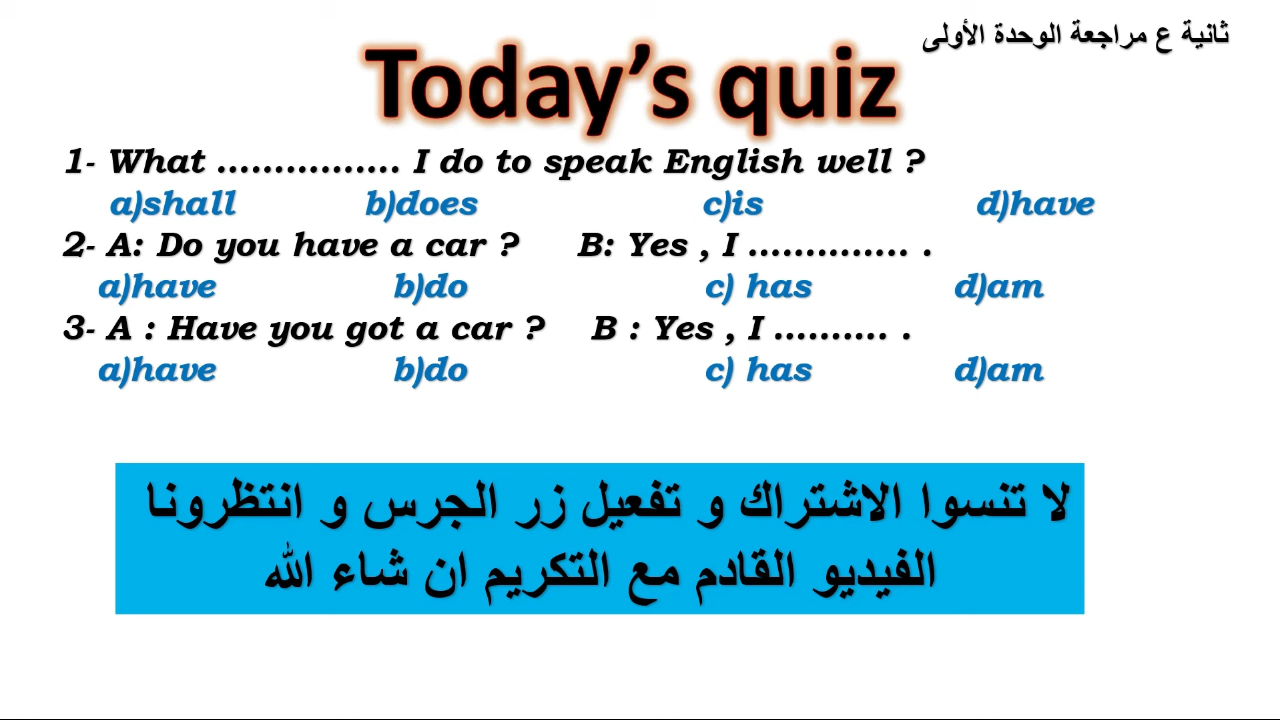 ثانية ع مراجعة الوحدة الأولى
Today's quiz
1- What ................ I do to speak English well ?
a)shall b)does c)is d)have
2- A: Do you have a car ? B: Yes , I .............. .
a)have b)do c) has d)am
3- A : Have you got a car ? B : Yes , I .......... .
a)have b)do c) has d)am
لا تنسوا الاشتراك و تفعيل زر الجرس و انتظرونا
الفيديو القادم مع التكريم ان شاء الله